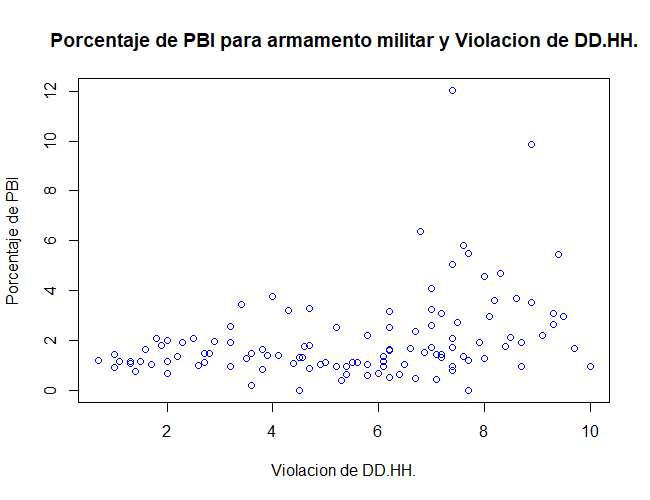 Porcentaje de PBI para armamento militar y Violacion de DD.HH.
12
10
8
6
4
2
0
Porcentaje de PBI
2 4 6 8 10
Violacion de DD.HH.